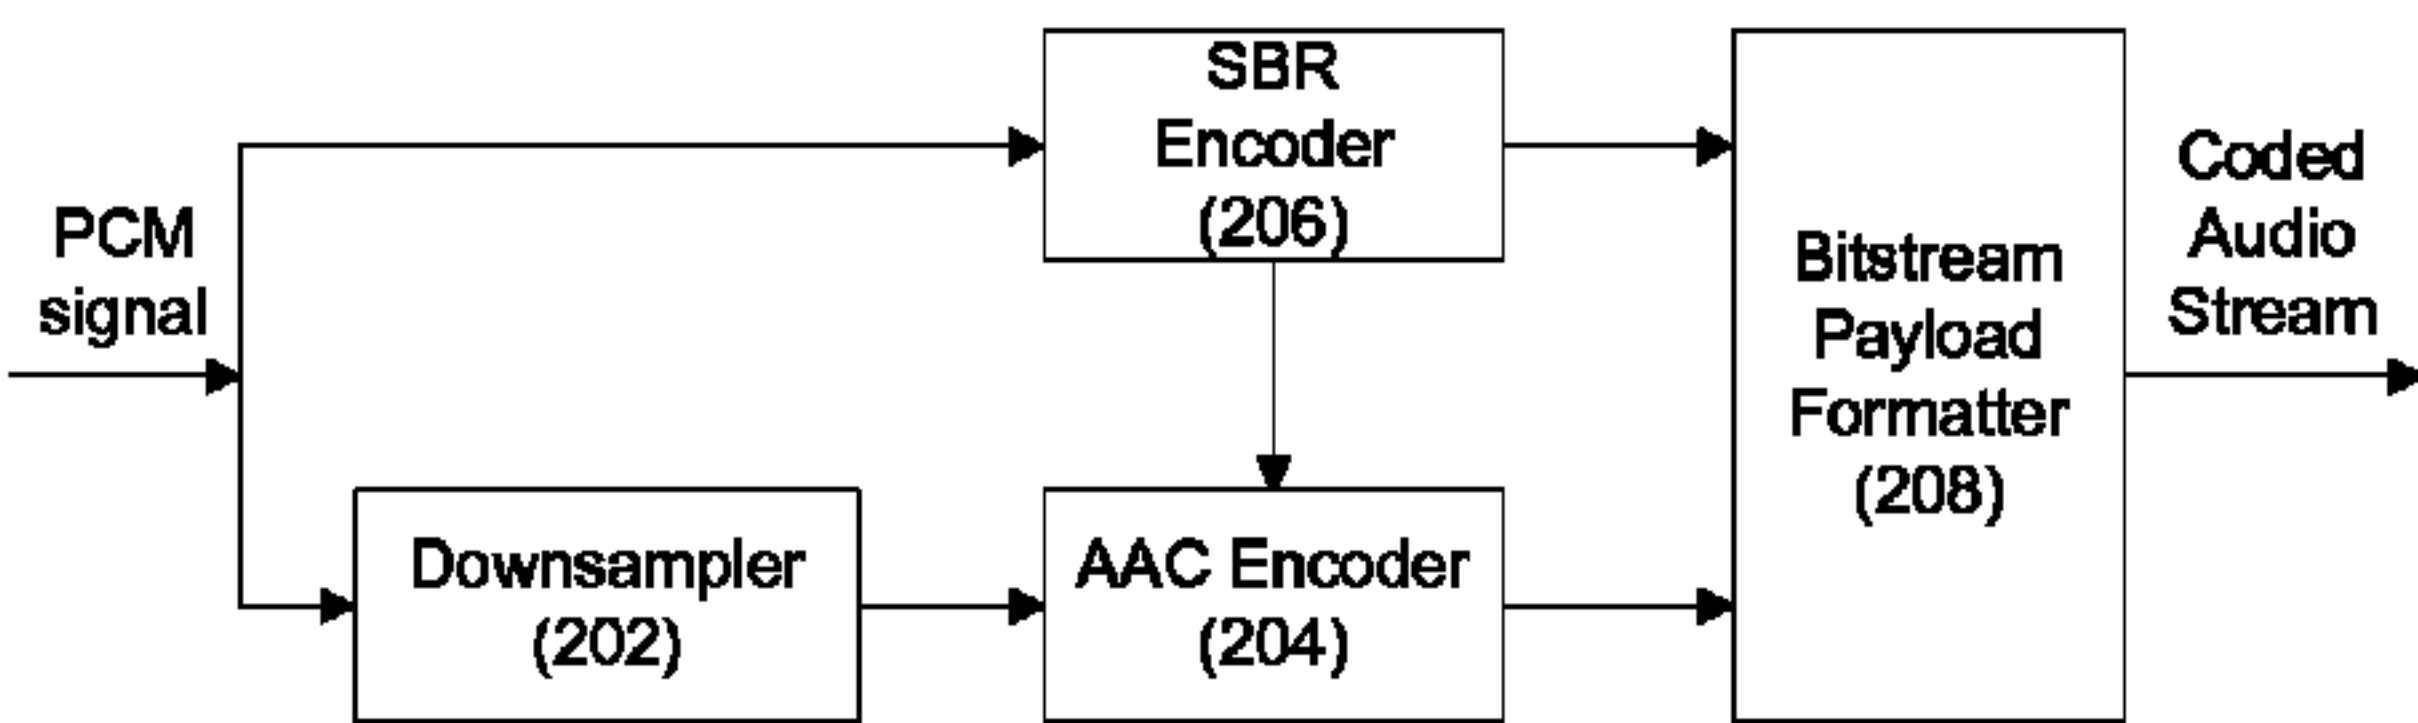 PCM
signal
SBR
Encoder
(206)
Downsampler
(202)
AAC Encoder
(204)
Bitstream
Payload
Formatter
(208)
Coded
Audio
Stream